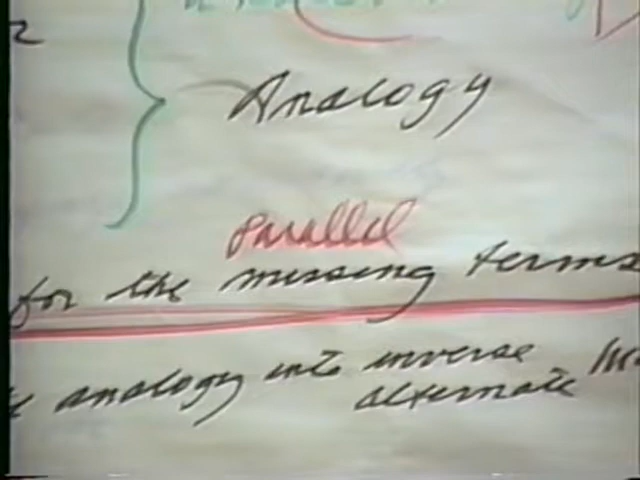 Analogy
parallel
for the missing terms
analogy into inverse
alternate